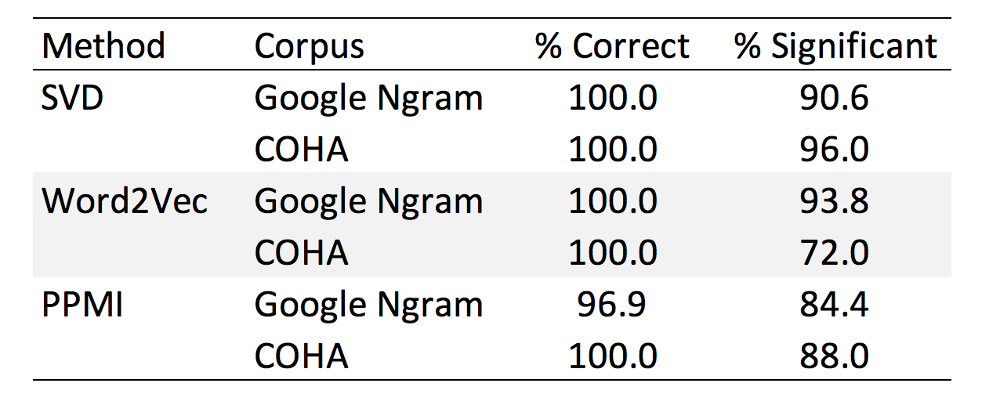 Method Corpus % Correct % Significant
SVD Google Ngram 100.0 90.6
COHA 100.0 96.0
Word2Vec Google Ngram 100.0 93.8
COHA 100.0 72.0
PPMI Google Ngram 96.9 84.4
COHA 100.0 88.0